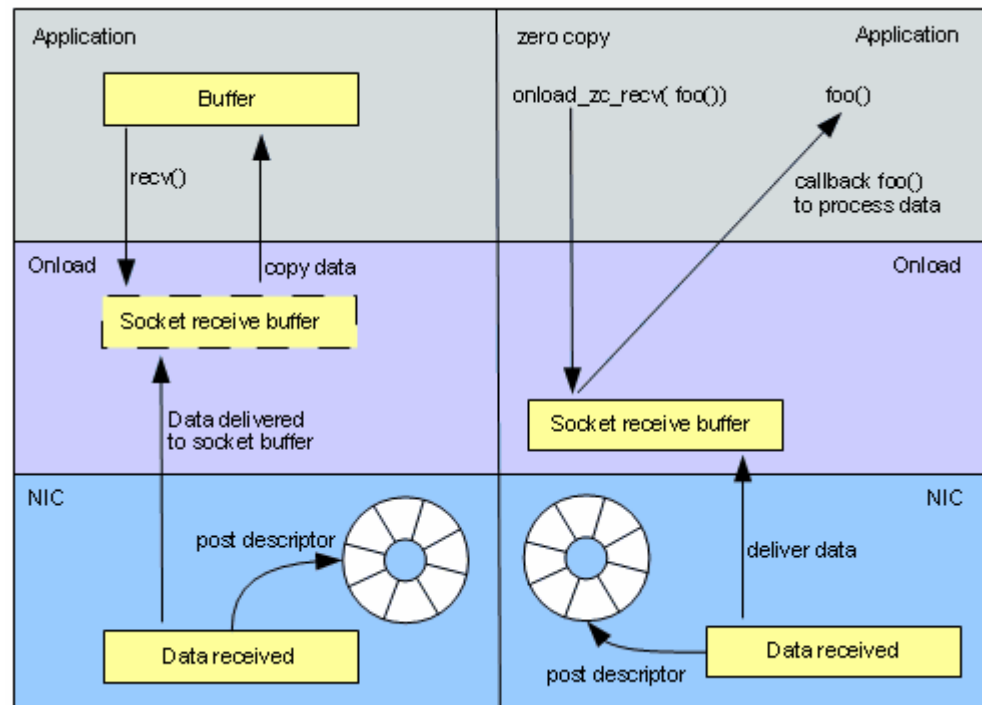 Application
Buffer
recv()
copy data
Onload
Socket receive buffer
Data delivered
to socket buffer
NIC
post descriptor
Data received
zero copy
Application
onload_zc_recv( foo())
foo()
callback foo()
to process data
Onload
Socket receive buffer
NIC
deliver data
post descriptor
Data received